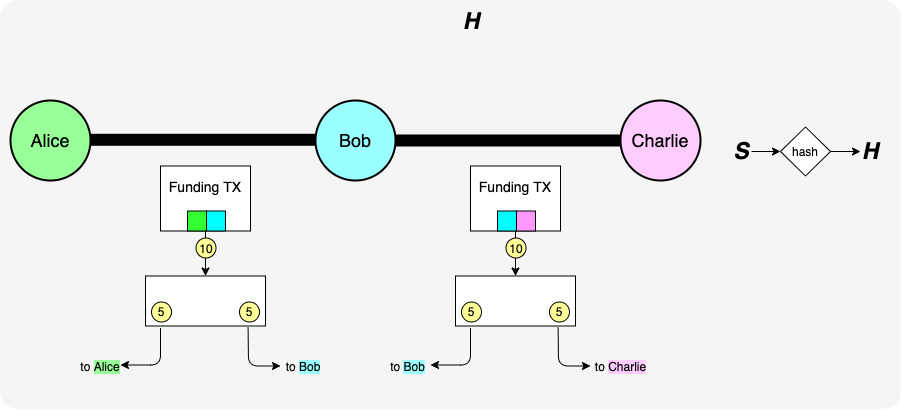 H
Alice
Bob
Charlie
S
hash
H
Funding TX
Funding TX
10
10
5
5
5
5
to Alice
to Bob
to Bob
to Charlie